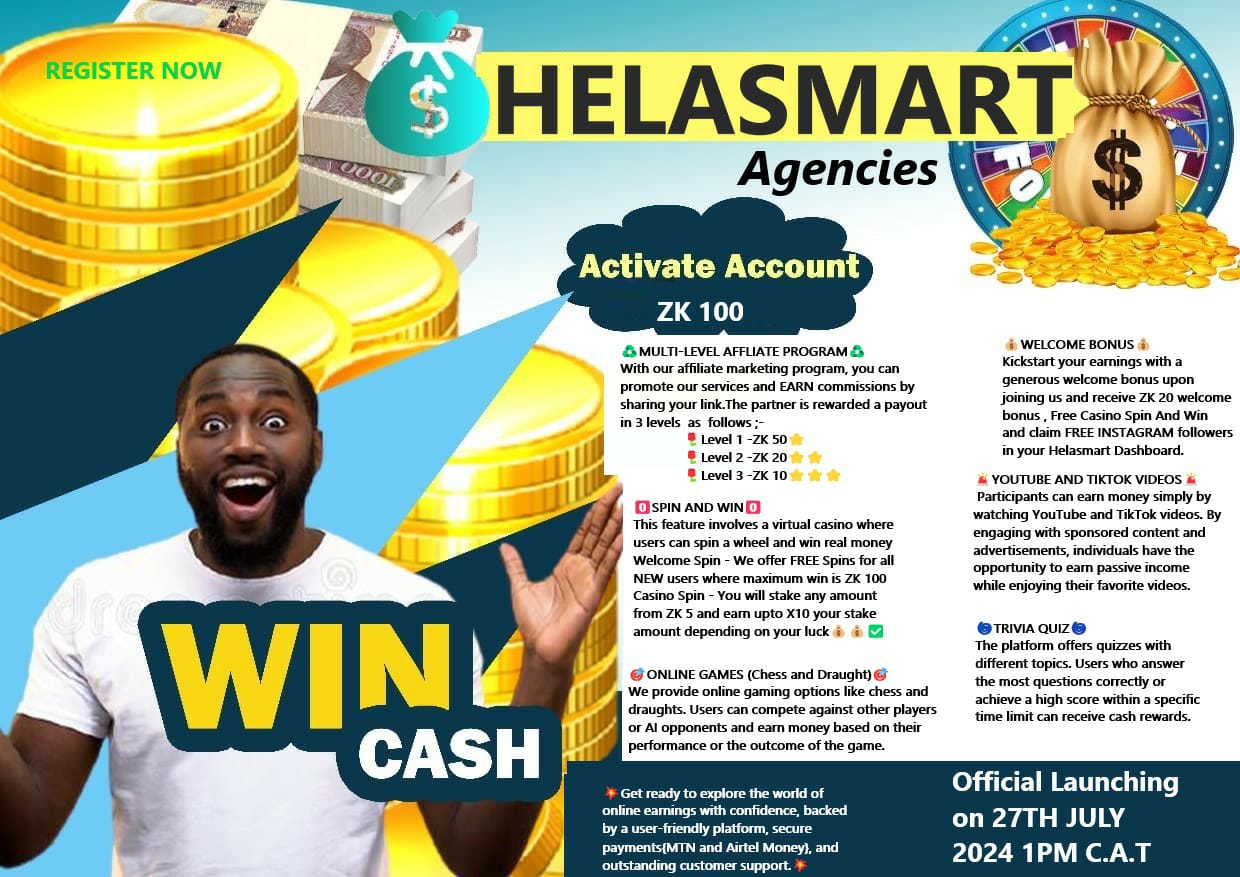 REGISTER NOW
$
HELASMART
$
Agencies
Activate Account
ZK 100
MULTI-LEVEL AFFLIATE PROGRAM
With our affiliate marketing program, you can
promote our services and EARN commissions by
sharing your link.The partner is rewarded a payout
in 3 levels as follows ;-
Level 1 -ZK 50
Level 2 -ZK 20
Level 3 -ZK 10
SPIN AND WIN
This feature involves a virtual casino where
users can spin a wheel and win real money
Welcome Spin - We offer FREE Spins for all
NEW users where maximum win is ZK 100
Casino Spin - You will stake any amount
from ZK 5 and earn upto X10 your stake
amount depending on your luck
ONLINE GAMES (Chess and Draught)
We provide online gaming options like chess and
draughts. Users can compete against other players
or AI opponents and earn money based on their
performance or the outcome of the game.
WELCOME BONUS
Kickstart your earnings with a
generous welcome bonus upon
joining us and receive ZK 20 welcome
bonus , Free Casino Spin And Win
and claim FREE INSTAGRAM followers
in your Helasmart Dashboard.
YOUTUBE AND TIKTOK VIDEOS
Participants can earn money simply by
watching YouTube and TikTok videos. By
engaging with sponsored content and
advertisements, individuals have the
opportunity to earn passive income
while enjoying their favorite videos.
TRIVIA QUIZ
The platform offers quizzes with
different topics. Users who answer
the most questions correctly or
achieve a high score within a specific
time limit can receive cash rewards.
WIN
CASH
Get ready to explore the world of
online earnings with confidence, backed
by a user-friendly platform, secure
payments{MTN and Airtel Money}, and
outstanding customer support.
Official Launching
on 27TH JULY
2024 1PM C.A.T